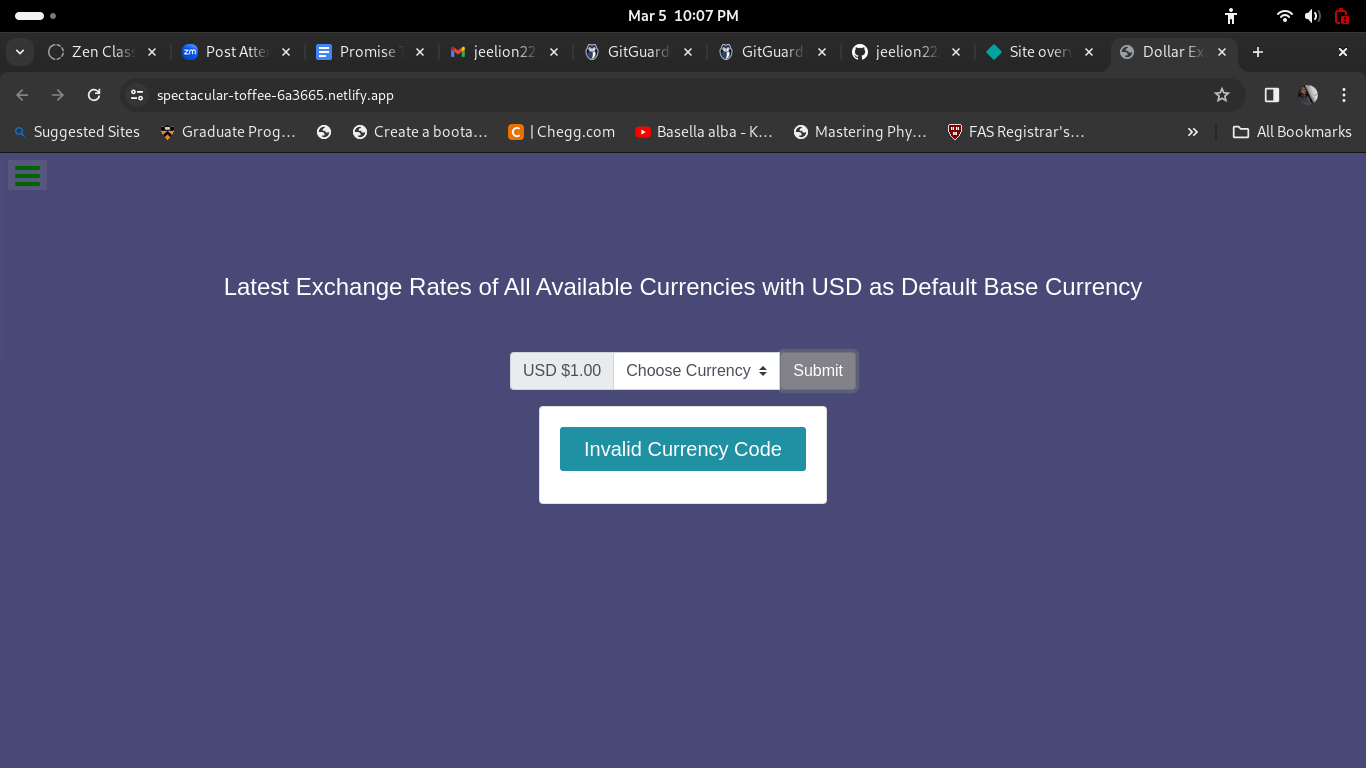 Mar 5 10:07 PM
Zen Clas
Post Atte
Promise T
jeelion22
GitGuard
GitGuard
jeelion22
Site over
Dollar Ex
spectacular-toffee-6a3665.netlify.app
Suggested Sites
Graduate Prog...
Create a boota...
| Chegg.com
Basella alba - K...
Mastering Phy...
FAS Registrar's...
All Bookmarks
Latest Exchange Rates of All Available Currencies with USD as Default Base Currency
USD $1.00 Choose Currency Submit
Invalid Currency Code